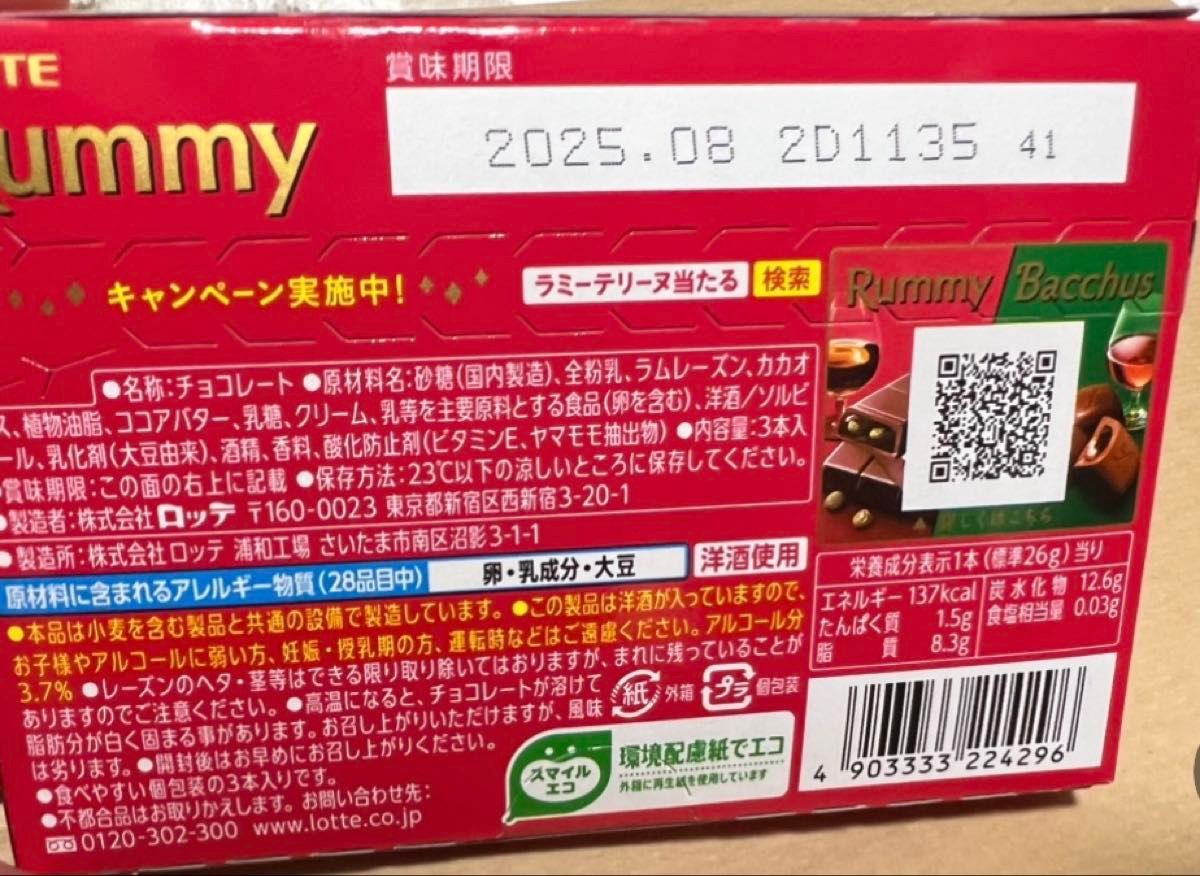 TTE
ummy
賞味期限
2025.08 2D1135 41
キャンペーン実施中!
ラミーテリーヌ当たる 検索
Rummy Bacchus
●名称:チョコレート ●原材料名:砂糖(国内製造)、全粉乳、ラムレーズン、カカオ
ス、植物油脂、ココアバター、乳糖、クリーム、乳等を主要原料とする食品(卵を含む)、洋酒/ソルビ
ール、乳化剤(大豆由来)、酒精、香料、酸化防止剤(ビタミンE、ヤマモモ抽出物) ●内容量:3本入
賞味期限:この面の右上に記載 ●保存方法:23℃以下の涼しいところに保存してください。
●製造者:株式会社ロッテ 〒160-0023 東京都新宿区西新宿3-20-1
●製造所:株式会社ロッテ 浦和工場 さいたま市南区沼影3-1-1
原材料に含まれるアレルギー物質(28品目中) 卵・乳成分・大豆 洋酒使用
●本品は小麦を含む製品と共通の設備で製造しています。●この製品は洋酒が入っていますので、
お子様やアルコールに弱い方、妊娠・授乳期の方、運転時などはご遠慮ください。アルコール分
3.7% ●レーズンのヘタ・茎等はできる限り取り除いてはおりますが、まれに残っていることが
ありますのでご注意ください。●高温になると、チョコレートが溶けて
脂肪分が白く固まる事があります。お召し上がりいただけますが、風味
は劣ります。●開封後はお早めにお召し上がりください。
●食べやすい個包装の3本入りです。
●不都合品はお取りかえします。お問い合わせ先:
0120-302-300 www.lotte.co.jp
紙 外箱 プラ 個包装
スマイル
エコ
環境配慮紙でエコ
外箱に再生紙を使用しています
詳しくはこちら
栄養成分表示1本(標準26g)当り
エネルギー 137kcal 炭水化物 12.6g
たんぱく質 1.5g 食塩相当量 0.03g
脂質 8.3g
4 903333 224296